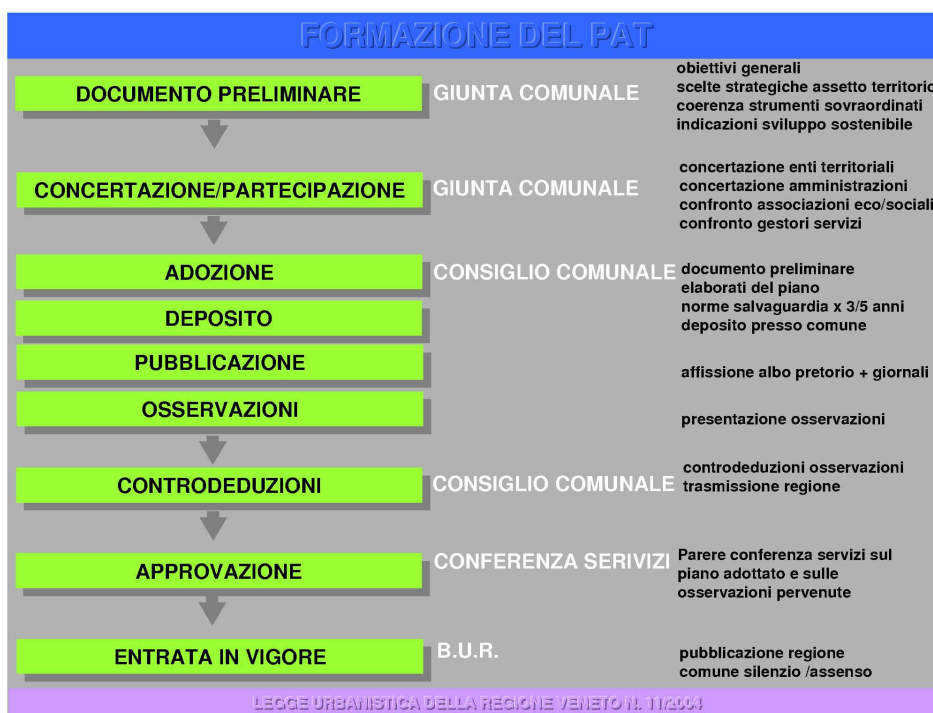 FORMAZIONE DEL PAT
DOCUMENTO PRELIMINARE
GIUNTA COMUNALE
obiettivi generali
scelte strategiche assetto territorio
coerenza strumenti sovraordinati
indicazioni sviluppo sostenibile
CONCERTAZIONE/PARTECIPAZIONE
GIUNTA COMUNALE
concertazione enti territoriali
concertazione amministrazioni
confronto associazioni eco/sociali
confronto gestori servizi
ADOZIONE
CONSIGLIO COMUNALE
documento preliminare
elaborati del piano
norme salvaguardia x 3/5 anni
deposito presso comune
DEPOSITO
PUBBLICAZIONE
affissione albo pretorio + giornali
OSSERVAZIONI
presentazione osservazioni
CONTRODEDUZIONI
CONSIGLIO COMUNALE
controdeduzioni osservazioni
trasmissione regione
APPROVAZIONE
CONFERENZA SERIVIZI
Parere conferenza servizi sul
piano adottato e sulle
osservazioni pervenute
ENTRATA IN VIGORE
B.U.R.
pubblicazione regione
comune silenzio /assenso
LEGGE URBANISTICA DELLA REGIONE VENETO N. 11/2004